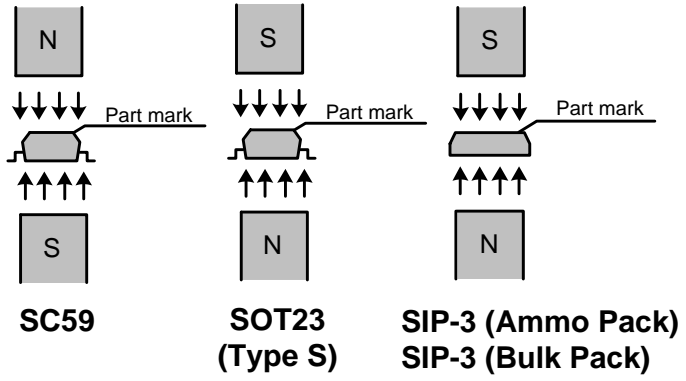 N
S
S
Part mark
Part mark
Part mark
S
N
N
SC59
SOT23
(Type S)
SIP-3 (Ammo Pack)
SIP-3 (Bulk Pack)